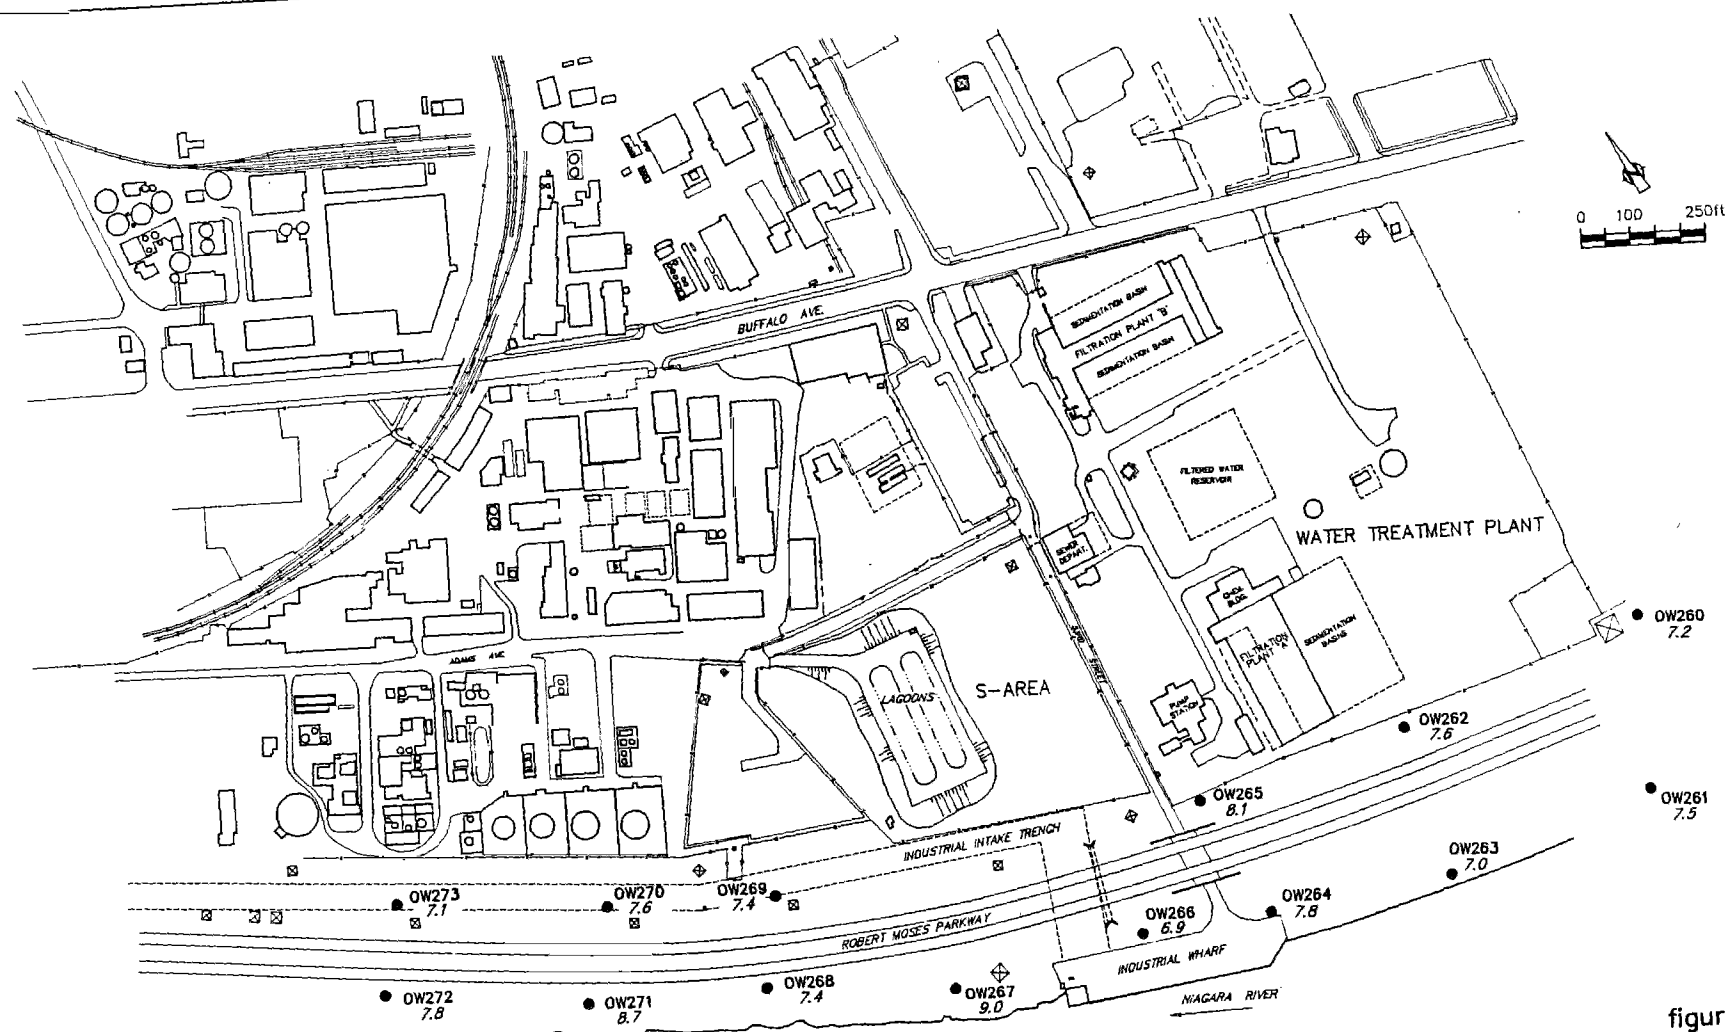 0 100 250ft
BUFFALO AVE.
SEDIMENTATION BASIN
FILTRATION PLANT "B"
SEDIMENTATION BASIN
FILTERED WATER
RESERVOIR
WATER TREATMENT PLANT
SEWER
DEPART.
BLDG.
FILTRATION
PLANT "A"
SEDIMENTATION
BASINS
OW260
7.2
ADAMS AVE
LAGOONS
S-AREA
STREET
PUMP
STATION
OW262
7.6
OW265
8.1
OW261
7.5
INDUSTRIAL INTAKE TRENCH
OW263
7.0
OW273
7.1
OW270
7.6
OW269
7.4
OW264
7.8
OW266
6.9
ROBERT MOSES PARKWAY
INDUSTRIAL WHARF
OW272
7.8
OW271
8.7
OW268
7.4
OW267
9.0
NIAGARA RIVER
figur